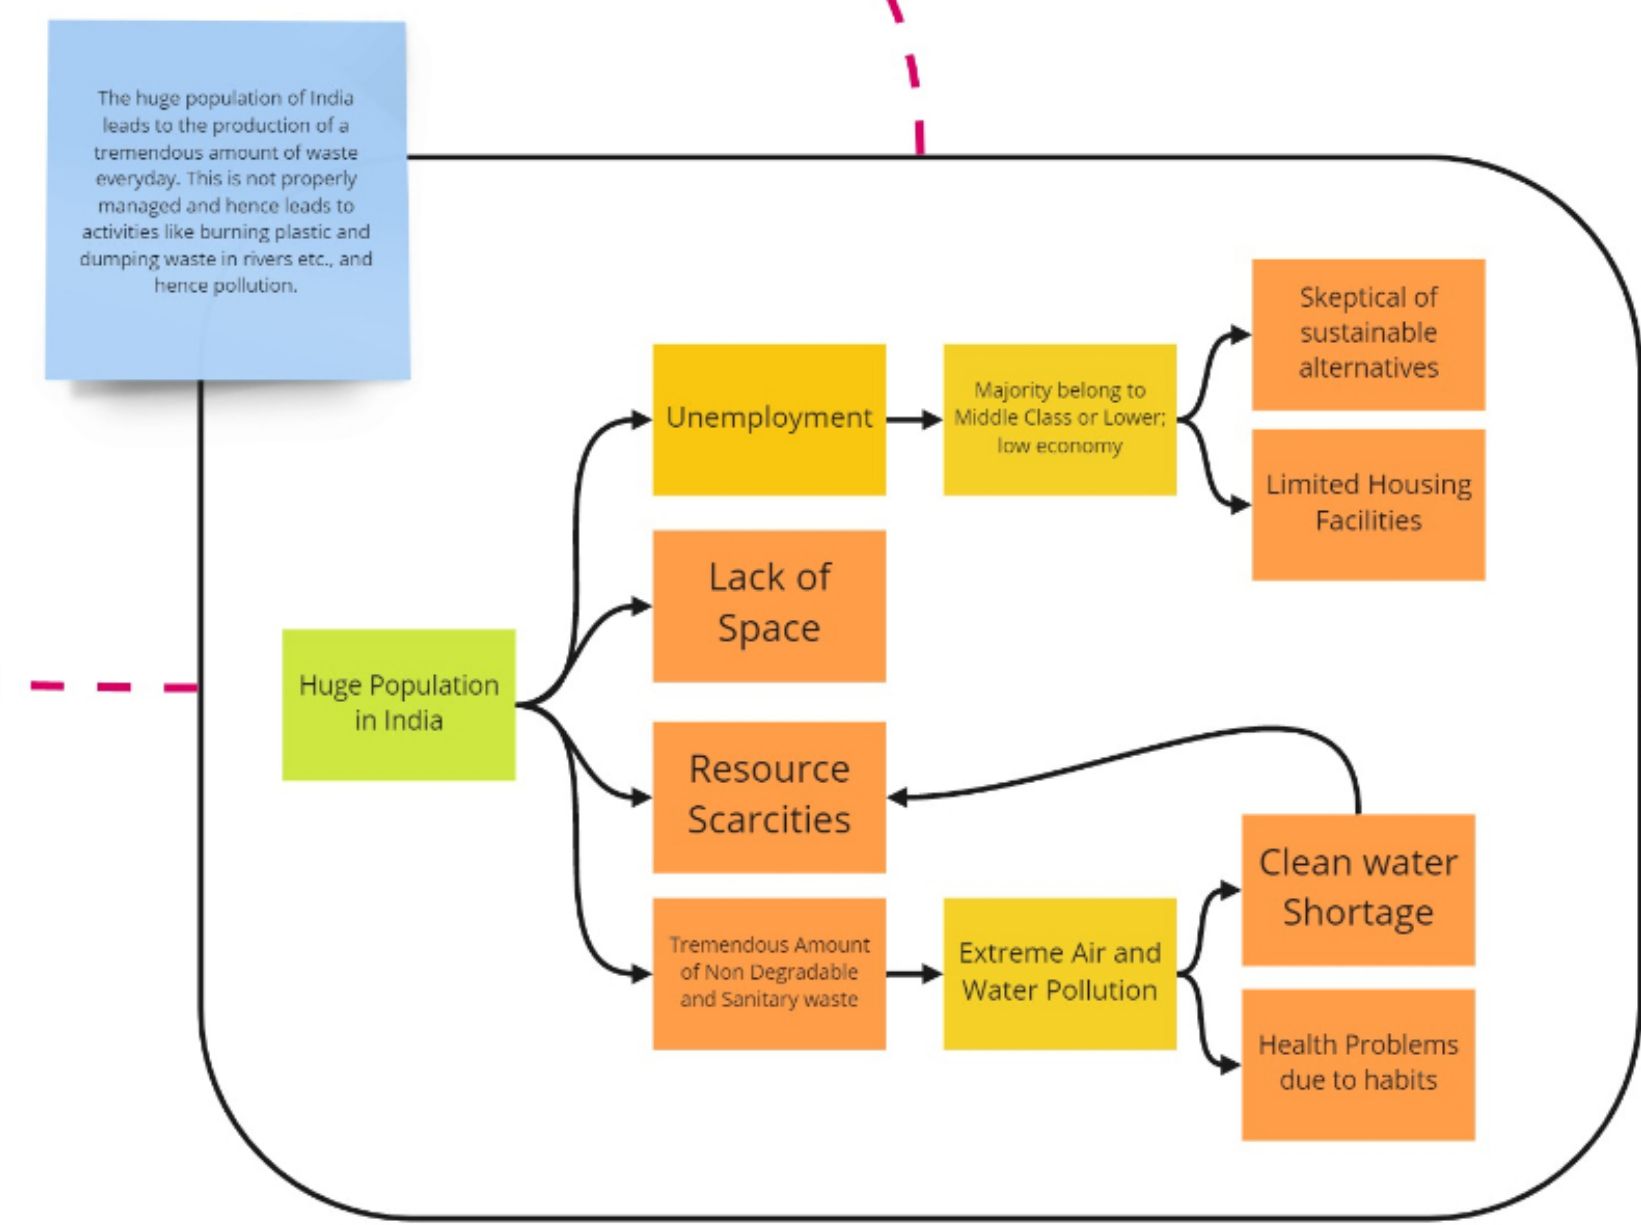 The huge population of India
leads to the production of a
tremendous amount of waste
everyday. This is not properly
managed and hence leads to
activities like burning plastic and
dumping waste in rivers etc., and
hence pollution.
Huge Population
in India
Unemployment
Majority belong to
Middle Class or Lower;
low economy
Skeptical of
sustainable
alternatives
Limited Housing
Facilities
Lack of
Space
Resource
Scarcities
Tremendous Amount
of Non Degradable
and Sanitary waste
Extreme Air and
Water Pollution
Clean water
Shortage
Health Problems
due to habits